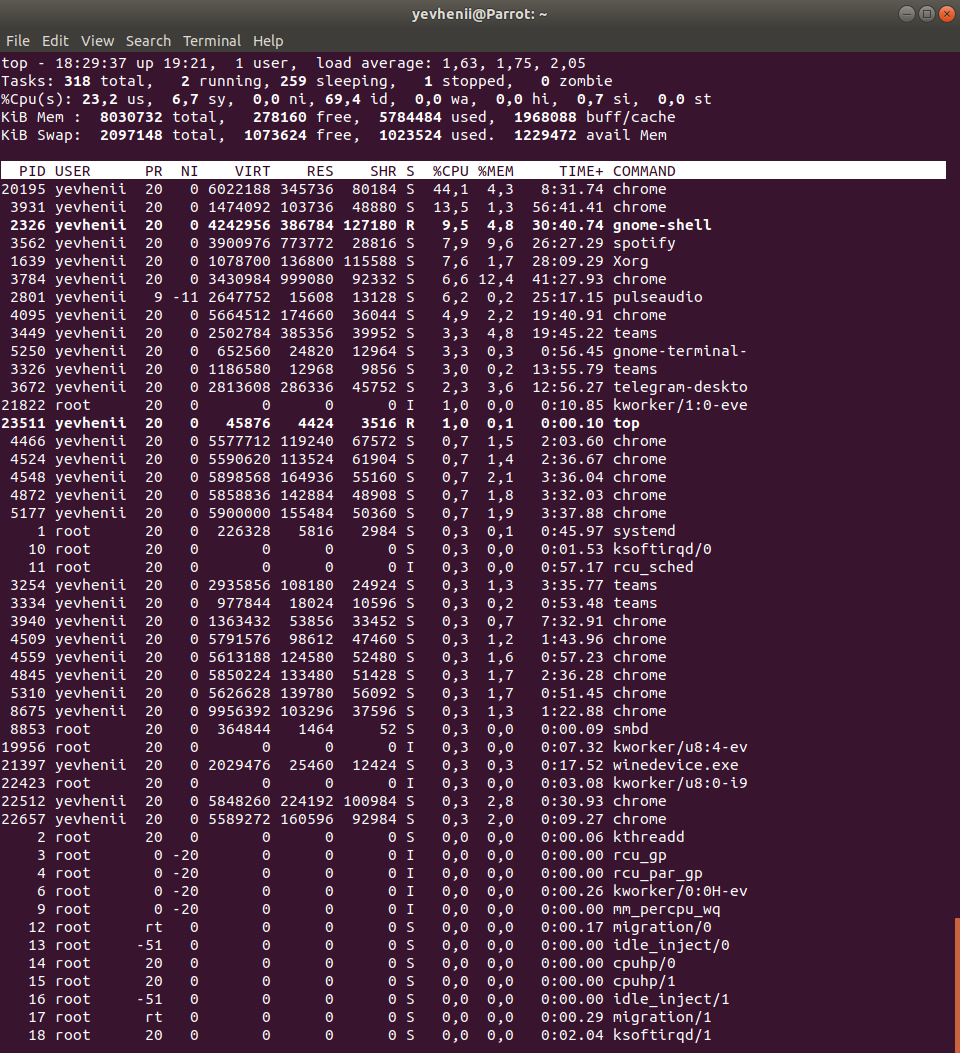 yevhenii@Parrot: ~
File Edit View Search Terminal Help
top - 18:29:37 up 19:21,  1 user,  load average: 1,63, 1,75, 2,05
Tasks: 318 total,   2 running, 259 sleeping,   1 stopped,   0 zombie
%Cpu(s): 23,2 us,  6,7 sy,  0,0 ni, 69,4 id,  0,0 wa,  0,0 hi,  0,7 si,  0,0 st
KiB Mem :  8030732 total,   278160 free,  5784484 used,  1968088 buff/cache
KiB Swap:  2097148 total,  1073624 free,  1023524 used.  1229472 avail Mem
PID USER PR NI VIRT RES SHR S %CPU %MEM TIME+ COMMAND
20195 yevhenii 20 0 6022188 345736 80184 S 44,1 4,3 8:31.74 chrome
3931 yevhenii 20 0 1474092 103736 48880 S 13,5 1,3 56:41.41 chrome
2326 yevhenii 20 0 4242956 386784 127180 R 9,5 4,8 30:40.74 gnome-shell
3562 yevhenii 20 0 3900976 773772 28816 S 7,9 9,6 26:27.29 spotify
1639 yevhenii 20 0 1078700 136800 115588 S 7,6 1,7 28:09.29 Xorg
3784 yevhenii 20 0 3430984 999080 92332 S 6,6 12,4 41:27.93 chrome
2801 yevhenii 9 -11 2647752 15608 13128 S 6,2 0,2 25:17.15 pulseaudio
4095 yevhenii 20 0 5664512 174660 36044 S 4,9 2,2 19:40.91 chrome
3449 yevhenii 20 0 2502784 385356 39952 S 3,3 4,8 19:45.22 teams
5250 yevhenii 20 0 652560 24820 12964 S 3,3 0,3 0:56.45 gnome-terminal-
3326 yevhenii 20 0 1186580 12968 9856 S 3,0 0,2 13:55.79 teams
3672 yevhenii 20 0 2813608 286336 45752 S 2,3 3,6 12:56.27 telegram-deskto
21822 root 20 0 0 0 0 I 1,0 0,0 0:10.85 kworker/1:0-eve
23511 yevhenii 20 0 45876 4424 3516 R 1,0 0,1 0:00.10 top
4466 yevhenii 20 0 5577712 119240 67572 S 0,7 1,5 2:03.60 chrome
4524 yevhenii 20 0 5590620 113524 61904 S 0,7 1,4 2:36.67 chrome
4548 yevhenii 20 0 5898568 164936 55160 S 0,7 2,1 3:36.04 chrome
4872 yevhenii 20 0 5858836 142884 48908 S 0,7 1,8 3:32.03 chrome
5177 yevhenii 20 0 5900000 155484 50360 S 0,7 1,9 3:37.88 chrome
1 root 20 0 226328 5816 2984 S 0,3 0,1 0:45.97 systemd
10 root 20 0 0 0 0 S 0,3 0,0 0:01.53 ksoftirqd/0
11 root 20 0 0 0 0 I 0,3 0,0 0:57.17 rcu_sched
3254 yevhenii 20 0 2935856 108180 24924 S 0,3 1,3 3:35.77 teams
3334 yevhenii 20 0 977844 18024 10596 S 0,3 0,2 0:53.48 teams
3940 yevhenii 20 0 1363432 53856 33452 S 0,3 0,7 7:32.91 chrome
4509 yevhenii 20 0 5791576 98612 47460 S 0,3 1,2 1:43.96 chrome
4559 yevhenii 20 0 5613188 124580 52480 S 0,3 1,6 0:57.23 chrome
4845 yevhenii 20 0 5850224 133480 51428 S 0,3 1,7 2:36.28 chrome
5310 yevhenii 20 0 5626628 139780 56092 S 0,3 1,7 0:51.45 chrome
8675 yevhenii 20 0 9956392 103296 37596 S 0,3 1,3 1:22.88 chrome
8853 root 20 0 364844 1464 52 S 0,3 0,0 0:00.09 smbd
19956 root 20 0 0 0 0 I 0,3 0,0 0:07.32 kworker/u8:4-ev
21397 yevhenii 20 0 2029476 25460 12424 S 0,3 0,3 0:17.52 winedevice.exe
22423 root 20 0 0 0 0 I 0,3 0,0 0:03.08 kworker/u8:0-i9
22512 yevhenii 20 0 5848260 224192 100984 S 0,3 2,8 0:30.93 chrome
22657 yevhenii 20 0 5589272 160596 92984 S 0,3 2,0 0:09.27 chrome
2 root 20 0 0 0 0 S 0,0 0,0 0:00.06 kthreadd
3 root 0 -20 0 0 0 I 0,0 0,0 0:00.00 rcu_gp
4 root 0 -20 0 0 0 I 0,0 0,0 0:00.00 rcu_par_gp
6 root 0 -20 0 0 0 I 0,0 0,0 0:00.26 kworker/0:0H-ev
9 root 0 -20 0 0 0 I 0,0 0,0 0:00.00 mm_percpu_wq
12 root rt 0 0 0 0 S 0,0 0,0 0:00.17 migration/0
13 root -51 0 0 0 0 S 0,0 0,0 0:00.00 idle_inject/0
14 root 20 0 0 0 0 S 0,0 0,0 0:00.00 cpuhp/0
15 root 20 0 0 0 0 S 0,0 0,0 0:00.00 cpuhp/1
16 root -51 0 0 0 0 S 0,0 0,0 0:00.00 idle_inject/1
17 root rt 0 0 0 0 S 0,0 0,0 0:00.29 migration/1
18 root 20 0 0 0 0 S 0,0 0,0 0:02.04 ksoftirqd/1